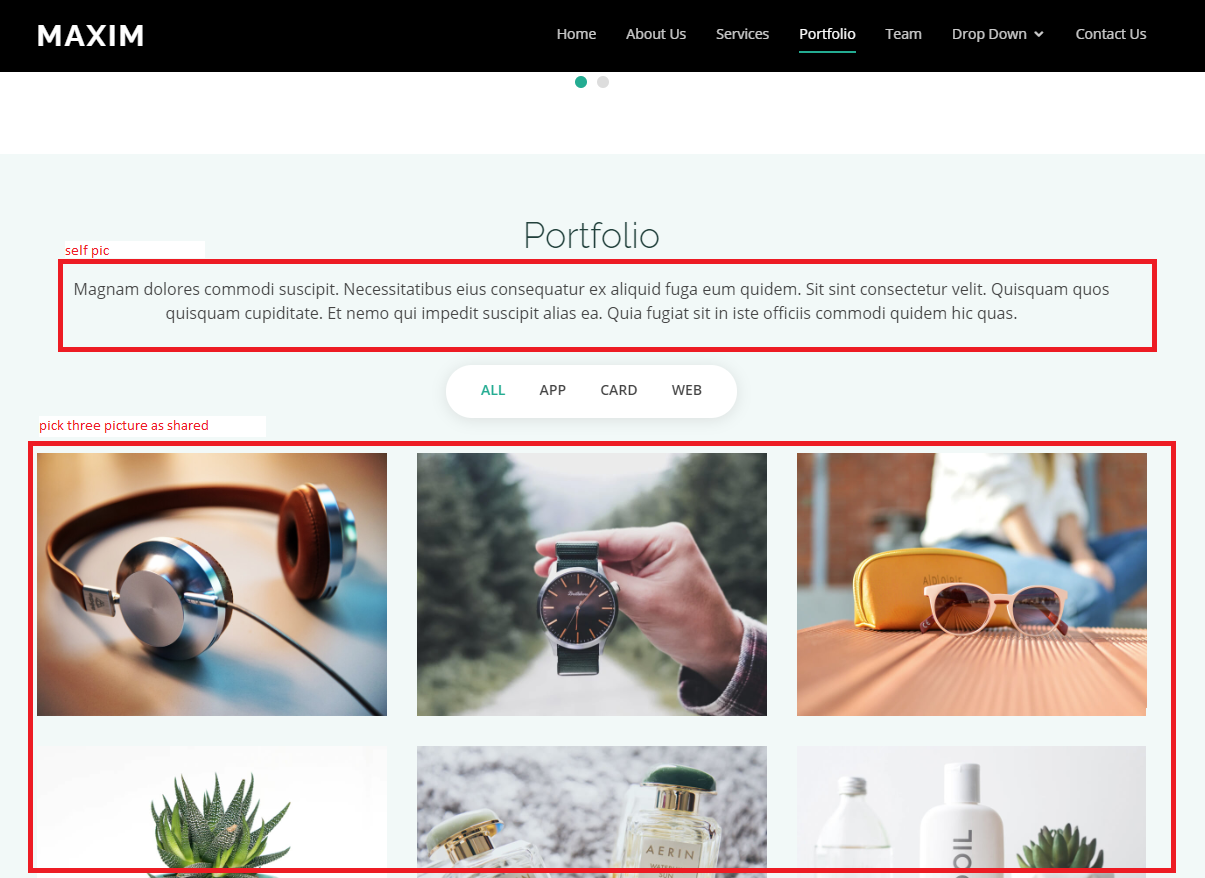 MAXIM
Home About Us Services Portfolio Team Drop Down Contact Us
Portfolio
self pic
Magnam dolores commodi suscipit. Necessitatibus eius consequatur ex aliquid fuga eum quidem. Sit sint consectetur velit. Quisquam quos
quisquam cupiditate. Et nemo qui impedit suscipit alias ea. Quia fugiat sit in iste officiis commodi quidem hic quas.
ALL APP CARD WEB
pick three picture as shared
AERIN
OIL